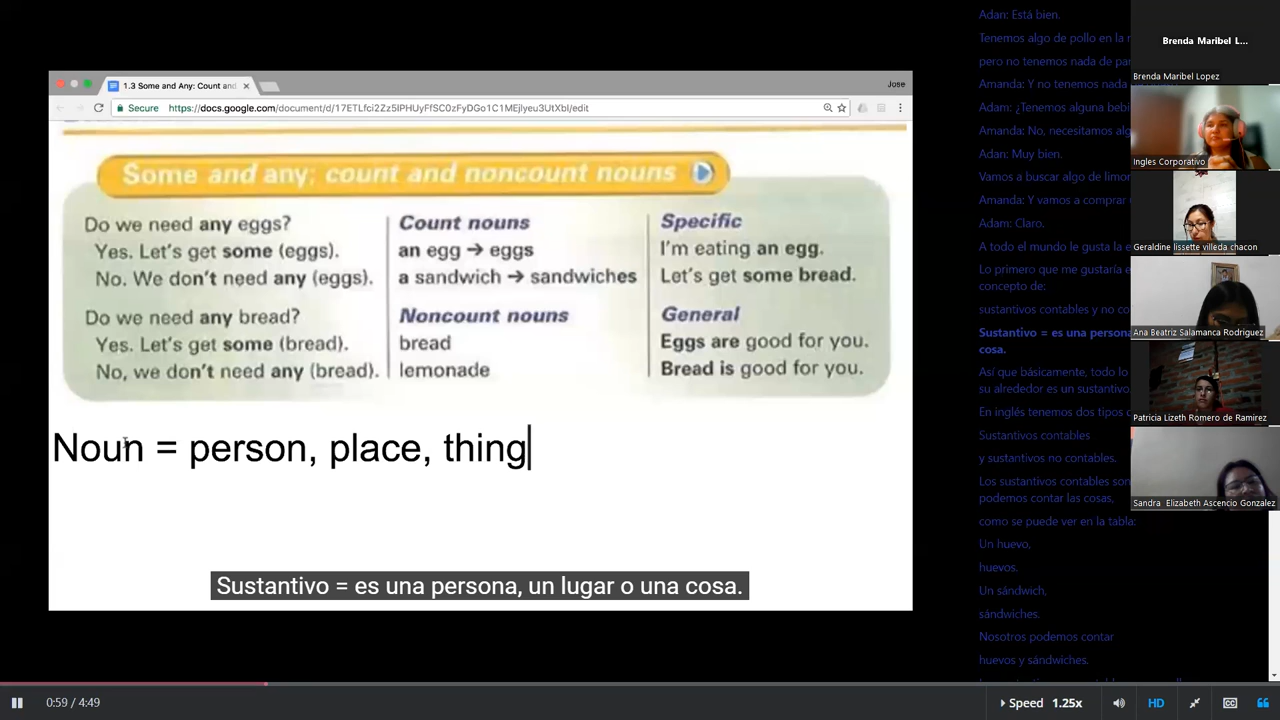 1.3 Some and Any: Count and
Jose
Secure
https://docs.google.com/document/d/17ETLfci2Zz5IPHUyFfSC0zFyDGo1C1MEjlyeu3UtXbI/edit
Some and any; count and noncount nouns
Do we need any eggs?
Yes. Let's get some (eggs).
No. We don't need any (eggs).
Do we need any bread?
Yes. Let's get some (bread).
No, we don't need any (bread).
Count nouns
an egg → eggs
a sandwich → sandwiches
Noncount nouns
bread
lemonade
Specific
I'm eating an egg.
Let's get some bread.
General
Eggs are good for you.
Bread is good for you.
Noun = person, place, thing
Sustantivo = es una persona, un lugar o una cosa.
0:59 / 4:49
Speed 1.25x
HD
Adan: Está bien.
Tenemos algo de pollo en la
pero no tenemos nada de
Amanda: Y no tenemos nada
Adam: ¿Tenemos alguna
Amanda: No, necesitamos
Adan: Muy bien.
Vamos a buscar algo de
Amanda: Y vamos a comprar
Adam: Claro.
A todo el mundo le gusta la
Lo primero que me gustaría
concepto de:
sustantivos contables y no
Sustantivo = es una persona
cosa.
Así que básicamente, todo lo
su alrededor es un sustantivo
En inglés tenemos dos tipos
Sustantivos contables
y sustantivos no contables.
Los sustantivos contables son
podemos contar las cosas,
como se puede ver en la tabla:
Un huevo,
huevos.
Un sándwich,
sándwiches.
Nosotros podemos contar
huevos y sándwiches.
Brenda Maribel L...
Brenda Maribel Lopez
Ingles Corporativo
Geraldine lissette villeda chacon
Ana Beatriz Salamanca Rodriguez
Patricia Lizeth Romero de Ramirez
Sandra Elizabeth Ascencio Gonzalez